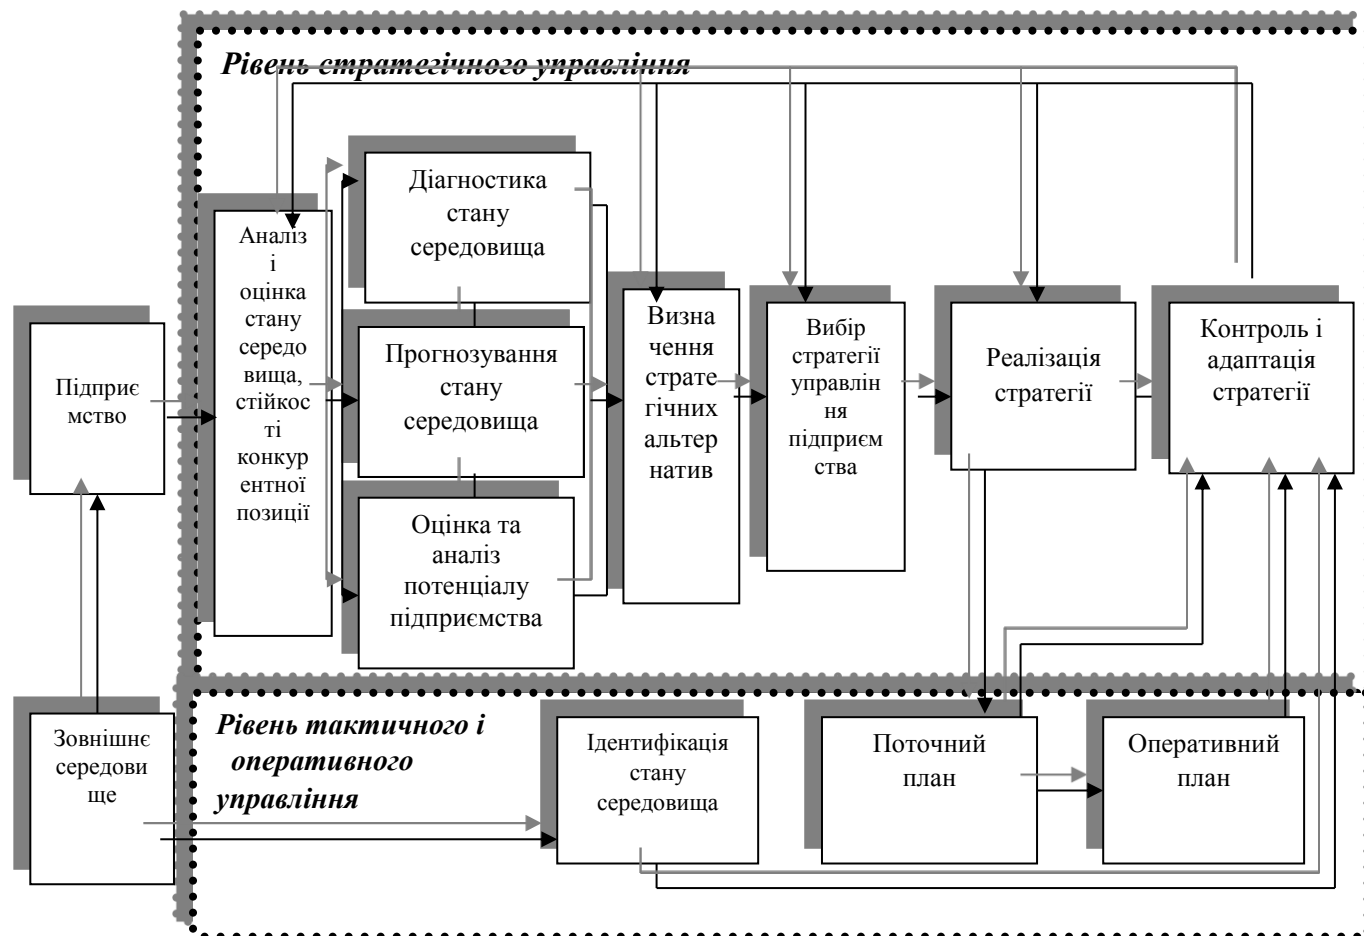 Рівень стратегічного управління
Діагностика
стану
середовища
Аналіз
і
оцінка
стану
середо
вища,
стійкос
ті
конкур
ентної
позиції
Підприє
мство
Прогнозування
стану
середовища
Оцінка та
аналіз
потенціалу
підприємства
Визна
чення
страте
гічних
альтер
натив
Вибір
стратегії
управлін
ня
підприєм
ства
Реалізація
стратегії
Контроль і
адаптація
стратегії
Зовнішнє
середови
ще
Рівень тактичного і
оперативного
управління
Ідентифікація
стану
середовища
Поточний
план
Оперативний
план